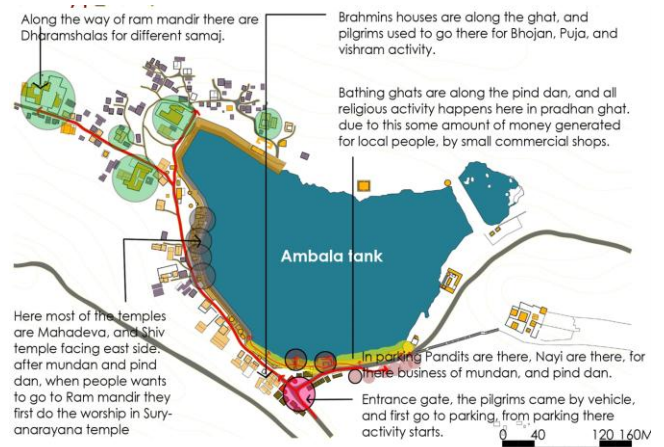 Along the way of ram mandir there are
Dharamshalas for different samaj.
Brahmins houses are along the ghat, and
pilgrims used to go there for Bhojan, Puja, and
vishram activity.
Bathing ghats are along the pind dan, and all
religious activity happens here in pradhan ghat.
due to this some amount of money generated
for local people, by small commercial shops.
Ambala tank
Here most of the temples
are Mahadeva, and Shiv
temple facing east side.
after mundan and pind
dan, when people wants
to go to Ram mandir they
first do the worship in Sury-
anarayana temple
In parking Pandits are there, Nayi are there, for
there business of mundan, and pind dan.
Entrance gate, the pilgrims came by vehicle,
and first go to parking, from parking there
activity starts.
0 40 120 160M